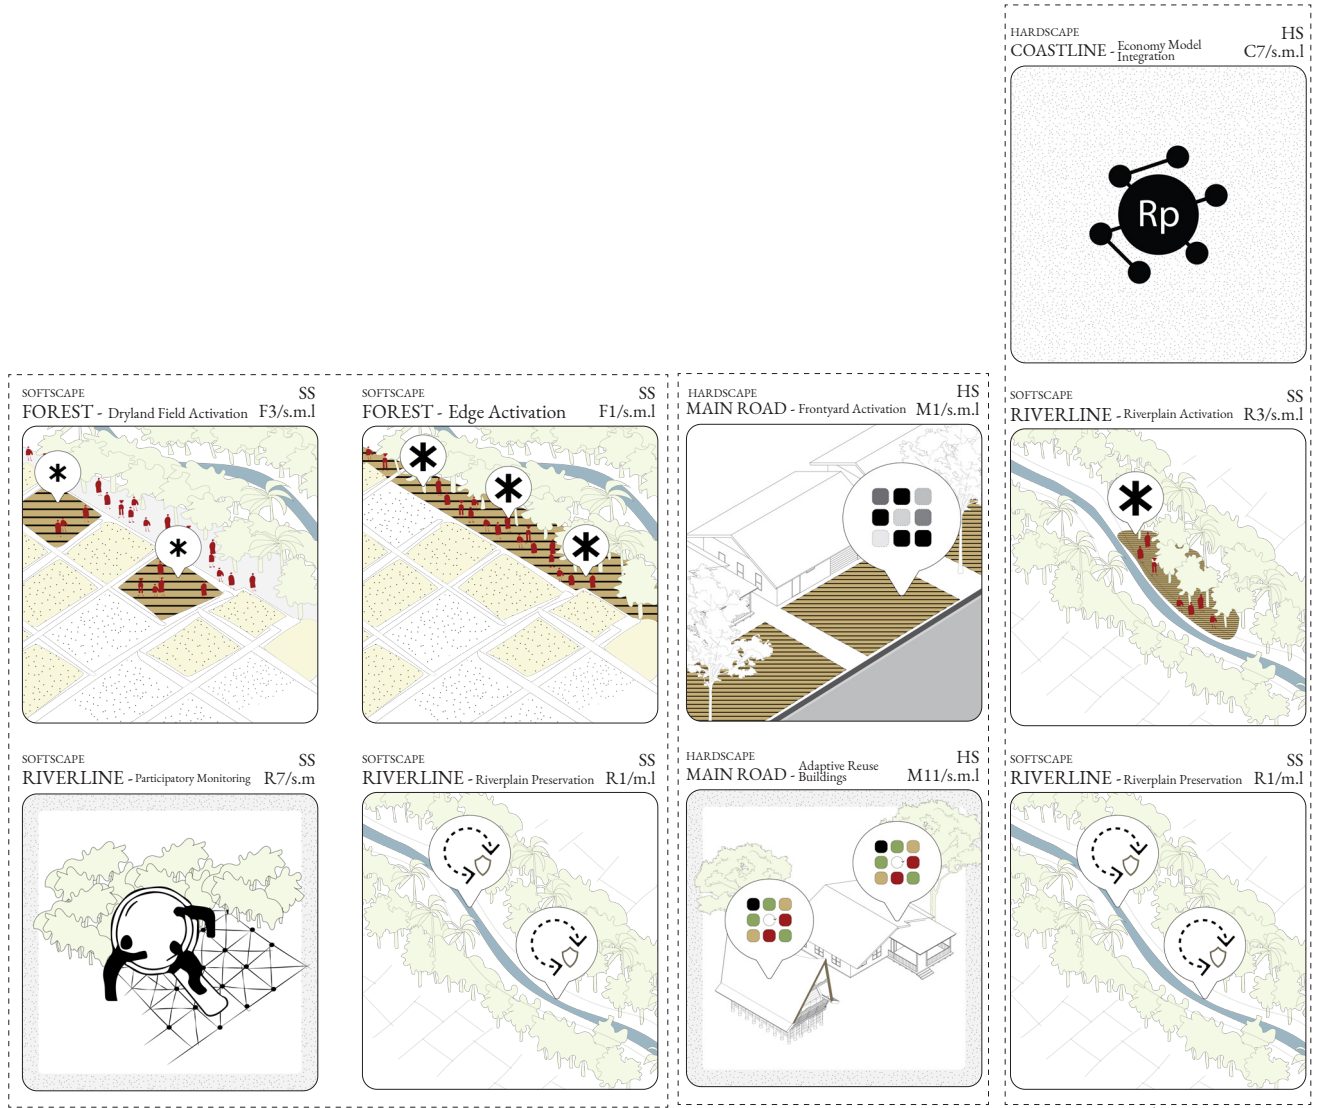 HARDSCAPE HS
COASTLINE - Economy Model Integration C7/s.m.l
Rp
SOFTSCAPE SS
FOREST - Dryland Field Activation F3/s.m.l
SOFTSCAPE SS
FOREST - Edge Activation F1/s.m.l
HARDSCAPE HS
MAIN ROAD - Frontyard Activation M1/s.m.l
SOFTSCAPE SS
RIVERLINE - Riverplain Activation R3/s.m.l
SOFTSCAPE SS
RIVERLINE - Participatory Monitoring R7/s.m
SOFTSCAPE SS
RIVERLINE - Riverplain Preservation R1/m.l
HARDSCAPE HS
MAIN ROAD - Adaptive Reuse Buildings M11/s.m.l
SOFTSCAPE SS
RIVERLINE - Riverplain Preservation R1/m.l